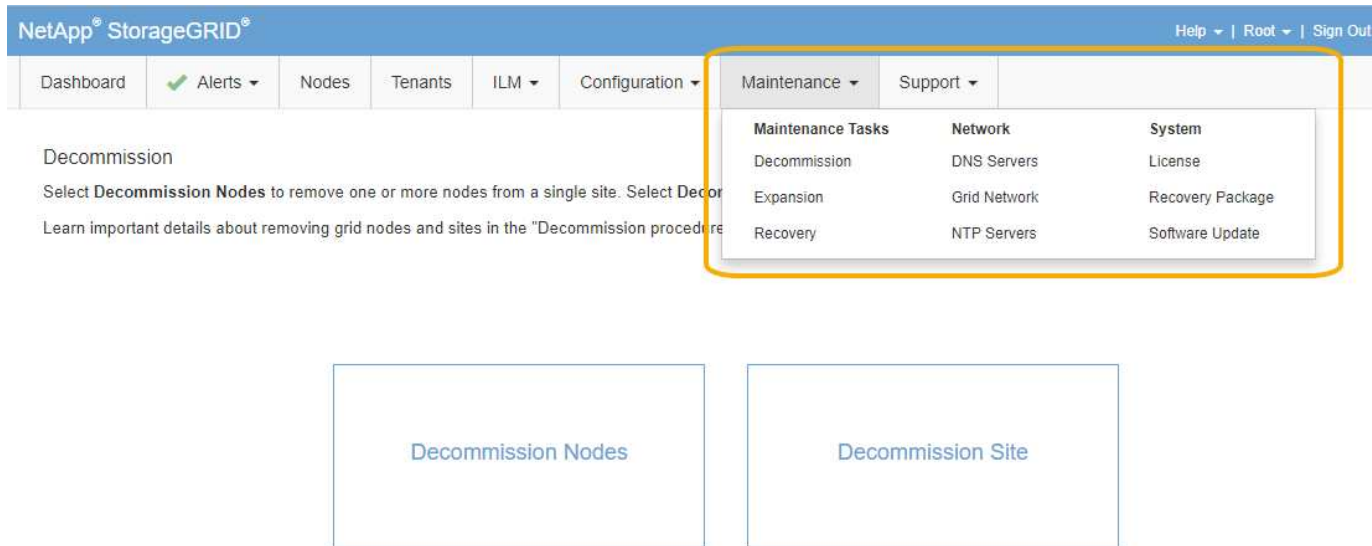 NetApp® StorageGRID®
Help | Root | Sign Out
Dashboard Alerts Nodes Tenants ILM Configuration Maintenance Support
Maintenance Tasks Network System
Decommission DNS Servers License
Expansion Grid Network Recovery Package
Recovery NTP Servers Software Update
Decommission
Select Decommission Nodes to remove one or more nodes from a single site. Select
Learn important details about removing grid nodes and sites in the "Decommission procedure
Decommission Nodes
Decommission Site